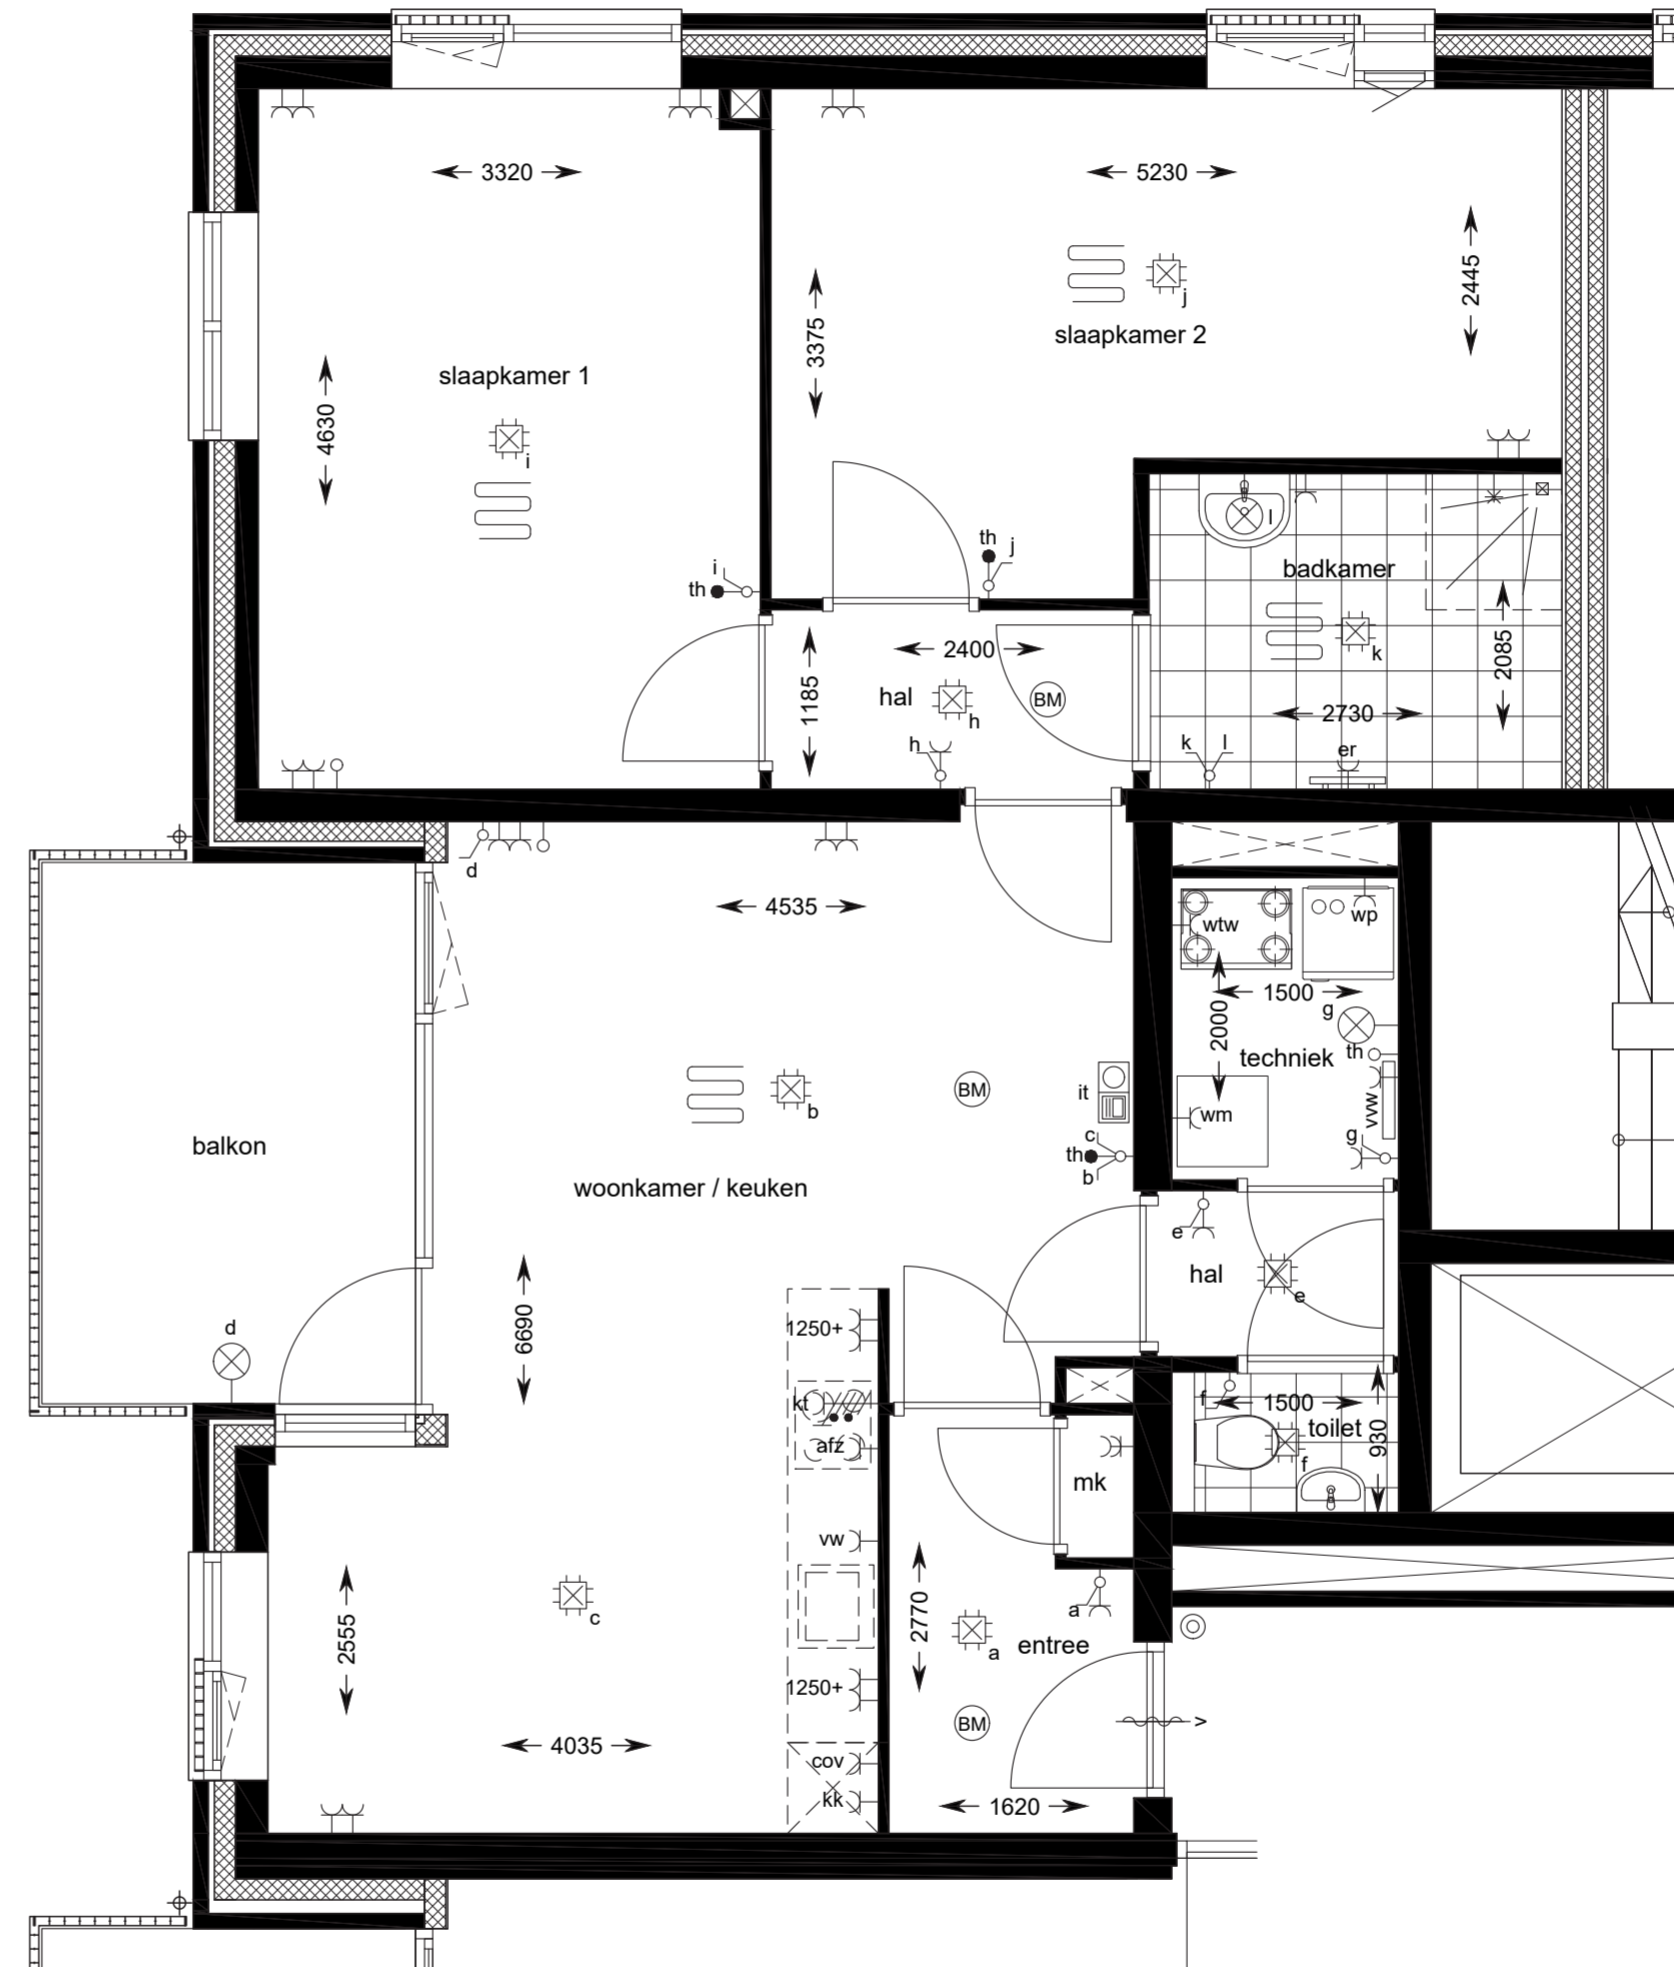 3320
5230
2445
3375
slaapkamer 2
j
slaapkamer 1
4630
i
th
i
th
j
l
badkamer
k
2085
2730
2400
1185
hal
h
BM
h
k
l
er
d
4535
wtw
wp
1500
g
2000
techniek
th
vvw
wm
g
it
c
th
b
b
BM
balkon
woonkamer / keuken
e
hal
e
d
6690
1250+
kt
afz
f
1500
toilet
930
f
mk
vw
2555
c
2770
a
a
entree
1250+
BM
>
4035
cov
kk
1620